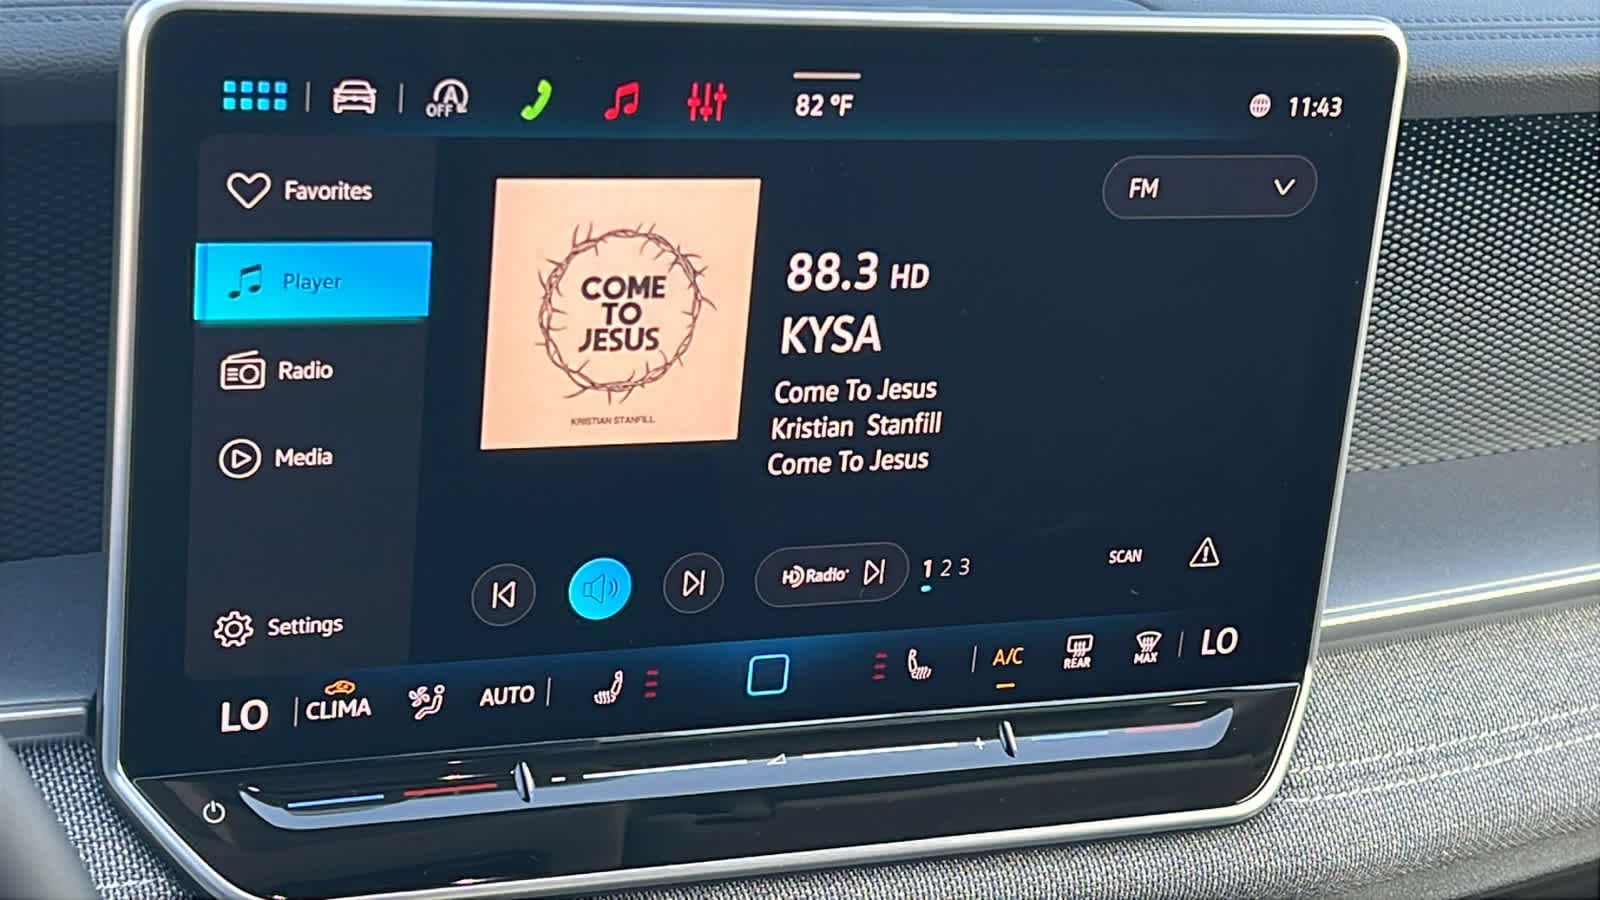 OFF A
82 °F
11:43
Favorites
Player
Radio
Media
Settings
COME
TO
JESUS
KRISTIAN STANFILL
FM
88.3 HD
KYSA
Come To Jesus
Kristian Stanfill
Come To Jesus
HD Radio
1 2 3
SCAN
LO
CLIMA
AUTO
A/C
REAR
MAX
LO
- +